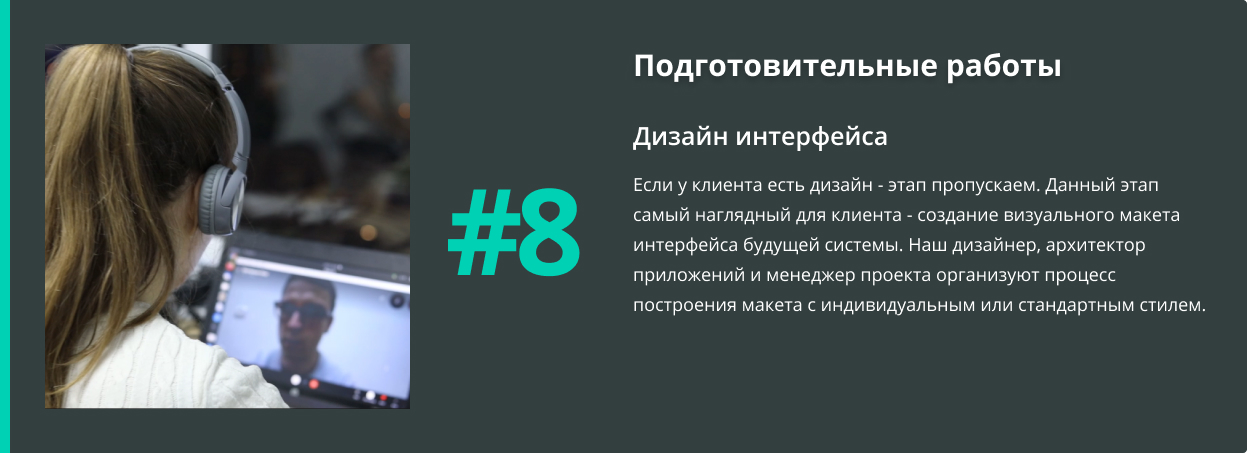 Подготовительные работы
#8
Дизайн интерфейса
Если у клиента есть дизайн - этап пропускаем. Данный этап
самый наглядный для клиента - создание визуального макета
интерфейса будущей системы. Наш дизайнер, архитектор
приложений и менеджер проекта организуют процесс
построения макета с индивидуальным или стандартным стилем.